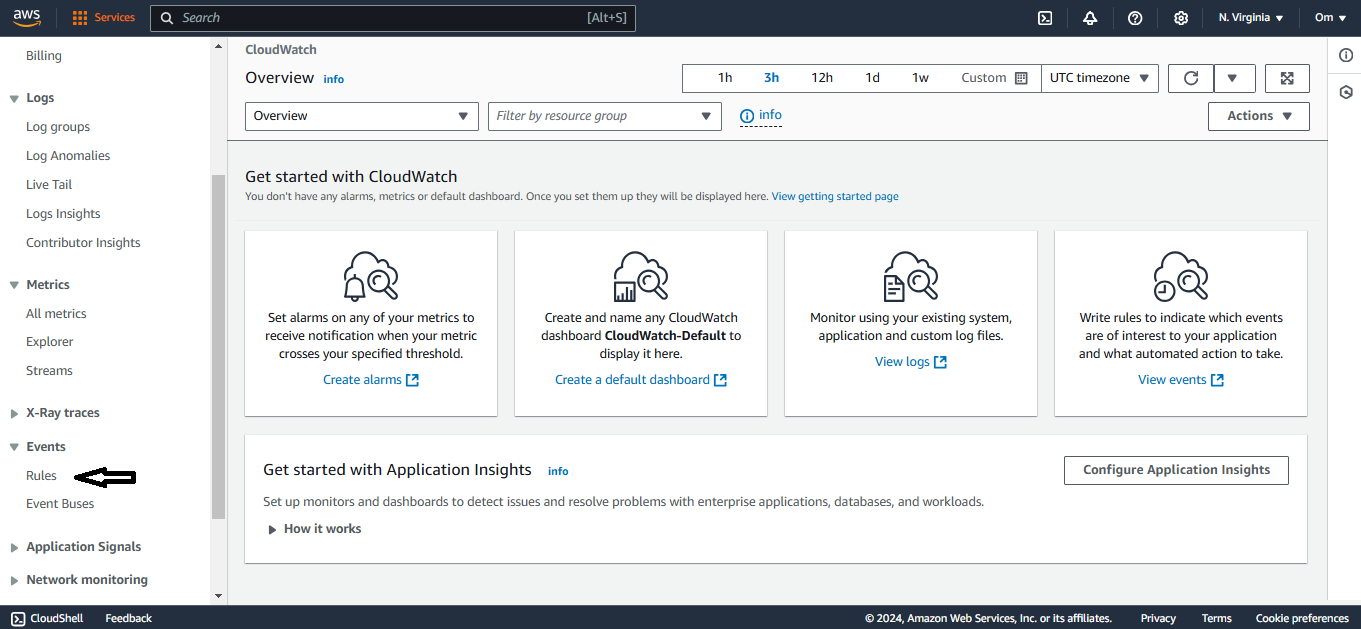 aws
Services
Search
[Alt+S]
N. Virginia
Om
Billing
Logs
Log groups
Log Anomalies
Live Tail
Logs Insights
Contributor Insights
Metrics
All metrics
Explorer
Streams
X-Ray traces
Events
Rules
Event Buses
Application Signals
Network monitoring
CloudWatch
Overview info
1h 3h 12h 1d 1w Custom UTC timezone
Overview
Filter by resource group
info
Actions
Get started with CloudWatch
You don't have any alarms, metrics or default dashboard. Once you set them up they will be displayed here. View getting started page
Set alarms on any of your metrics to
receive notification when your metric
crosses your specified threshold.
Create alarms
Create and name any CloudWatch
dashboard CloudWatch-Default to
display it here.
Create a default dashboard
Monitor using your existing system,
application and custom log files.
View logs
Write rules to indicate which events
are of interest to your application
and what automated action to take.
View events
Get started with Application Insights info
Configure Application Insights
Set up monitors and dashboards to detect issues and resolve problems with enterprise applications, databases, and workloads.
How it works
CloudShell
Feedback
© 2024, Amazon Web Services, Inc. or its affiliates.
Privacy
Terms
Cookie preferences